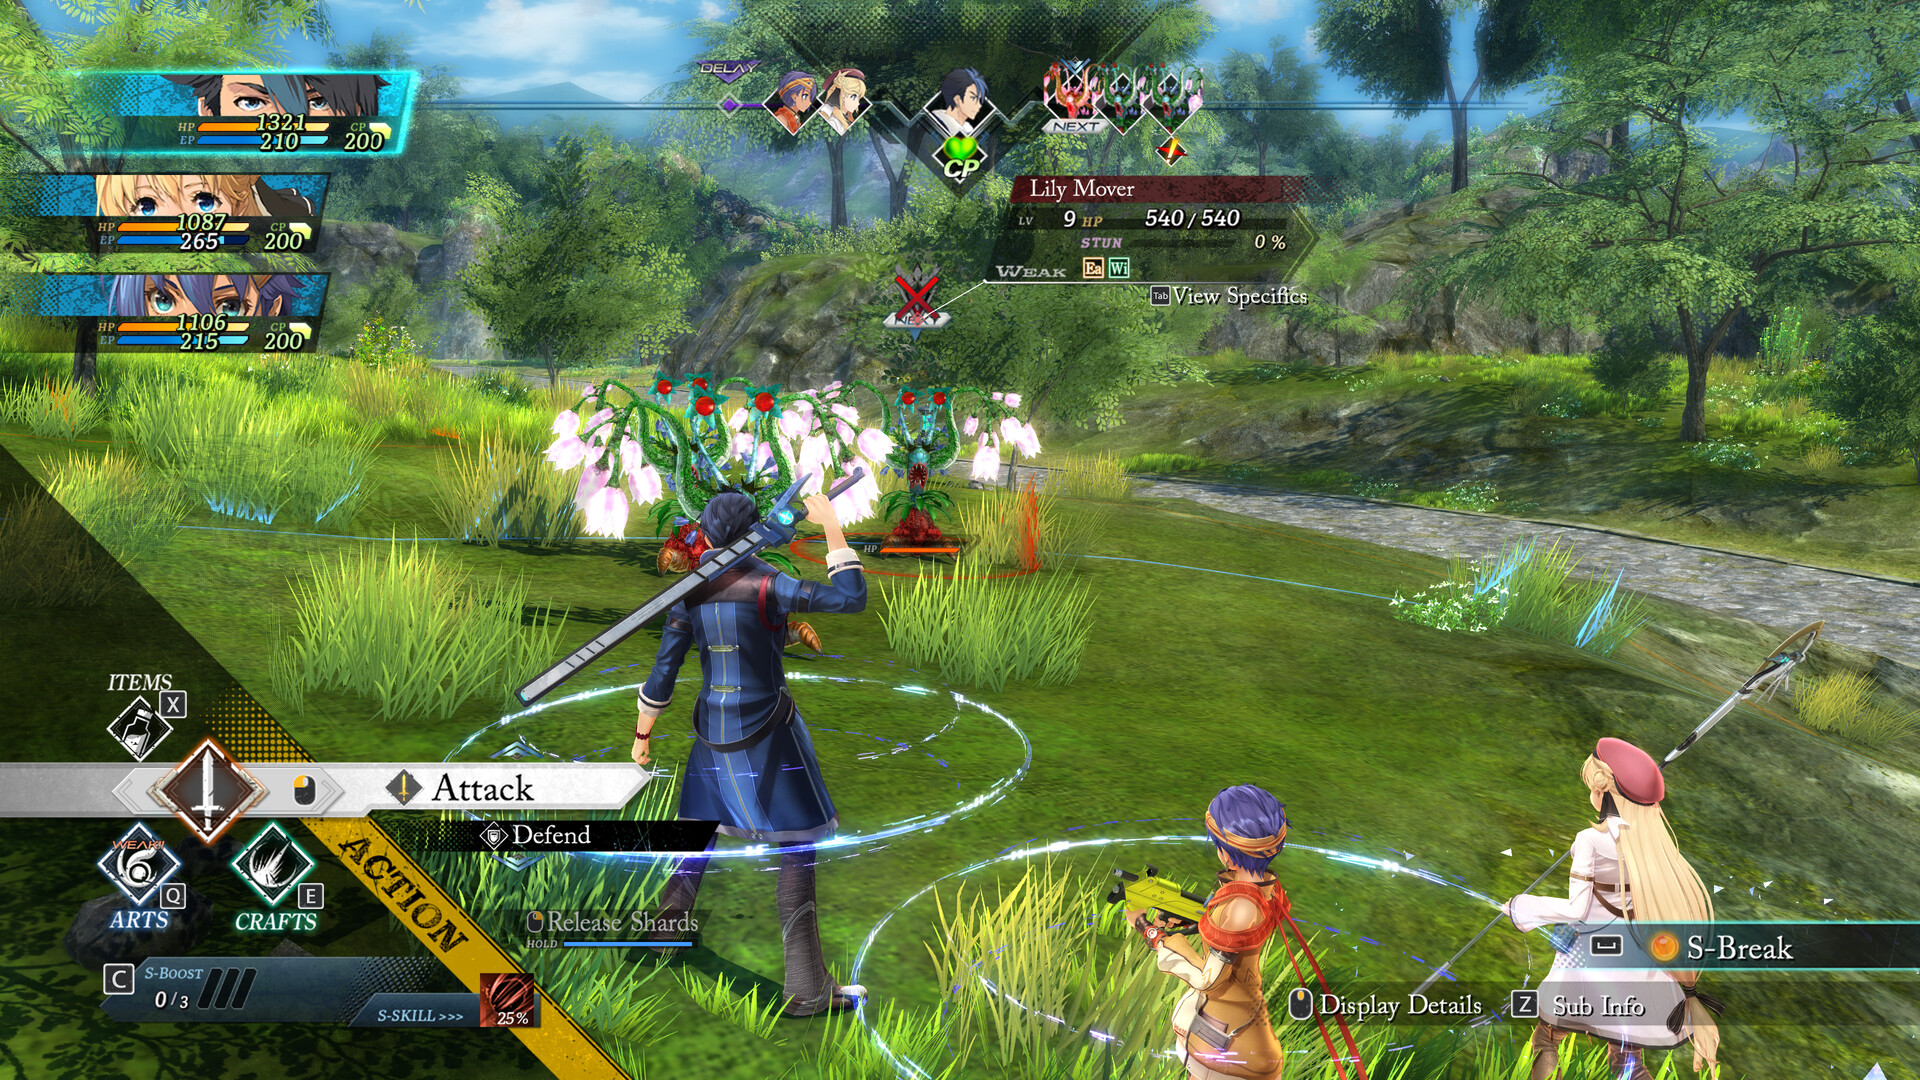 DELAY
HP 1321
EP 210
CP 200
NEXT
CP
HP 1087
EP 265
CP 200
Lily Mover
LV 9 HP 540/540
STUN 0 %
WEAK Ea Wi
Tab View Specifics
HP 1106
EP 215
CP 200
NEXT
HP
ITEMS
X
Attack
Defend
WEAK!!
Q
ARTS
E
CRAFTS
ACTION
Release Shards
HOLD
C
S-BOOST
0/3
S-SKILL >>>
25%
S-Break
Display Details
Z Sub Info